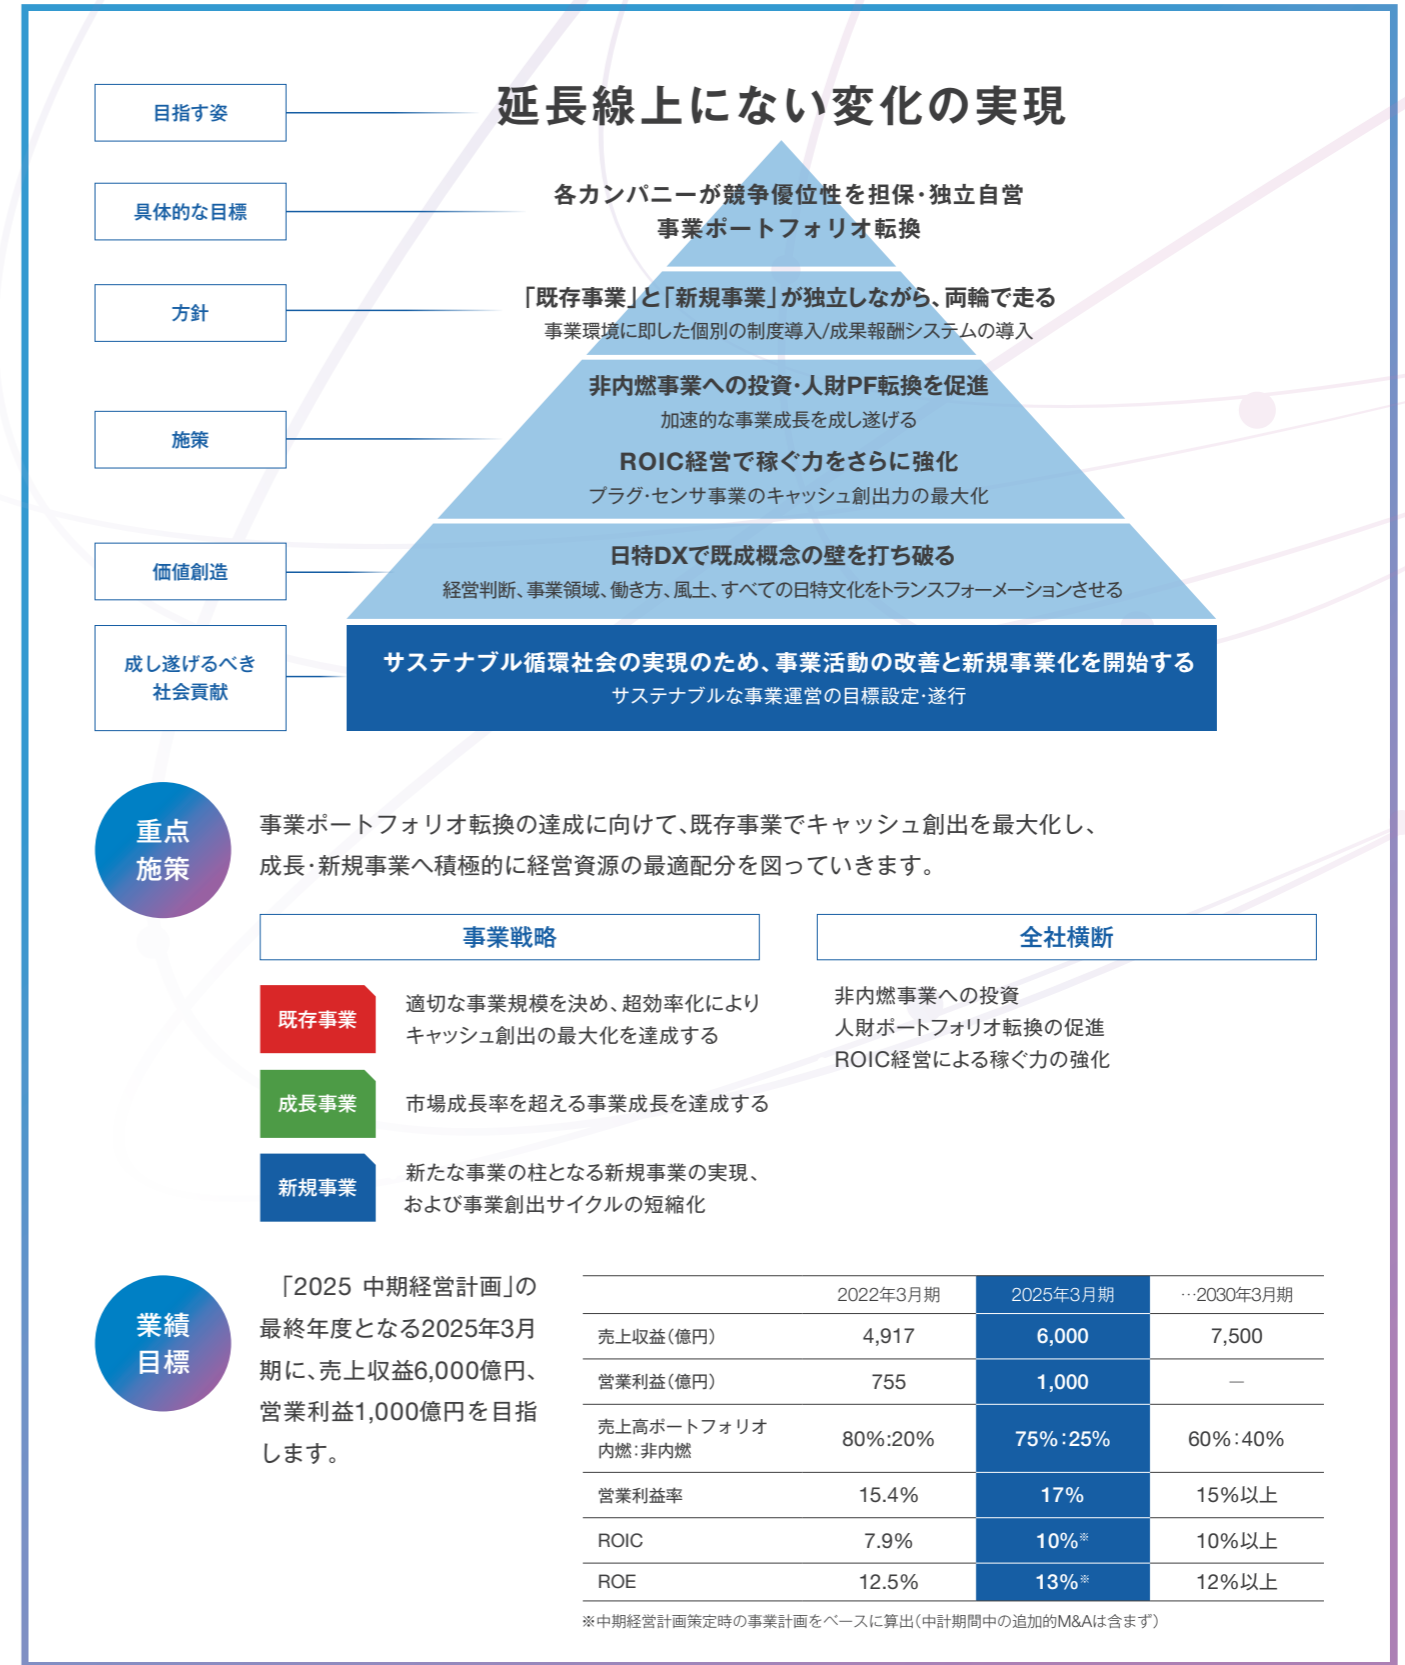 目指す姿
延長線上にない変化の実現
具体的な目標
各カンパニーが競争優位性を担保・独立自営
事業ポートフォリオ転換
方針
「既存事業」と「新規事業」が独立しながら、両輪で走る
事業環境に即した個別の制度導入/成果報酬システムの導入
施策
非内燃事業への投資・人財PF転換を促進
加速的な事業成長を成し遂げる
ROIC経営で稼ぐ力をさらに強化
プラグ・センサ事業のキャッシュ創出力の最大化
価値創造
日特DXで既成概念の壁を打ち破る
経営判断、事業領域、働き方、風土、すべての日特文化をトランスフォーメーションさせる
成し遂げるべき
社会貢献
サステナブル循環社会の実現のため、事業活動の改善と新規事業化を開始する
サステナブルな事業運営の目標設定・遂行
重点
施策
事業ポートフォリオ転換の達成に向けて、既存事業でキャッシュ創出を最大化し、
成長・新規事業へ積極的に経営資源の最適配分を図っていきます。
事業戦略
既存事業
適切な事業規模を決め、超効率化により
キャッシュ創出の最大化を達成する
成長事業
市場成長率を超える事業成長を達成する
新規事業
新たな事業の柱となる新規事業の実現、
および事業創出サイクルの短縮化
全社横断
非内燃事業への投資
人財ポートフォリオ転換の促進
ROIC経営による稼ぐ力の強化
業績
目標
「2025 中期経営計画」の
最終年度となる2025年3月
期に、売上収益6,000億円、
営業利益1,000億円を目指
します。
2022年3月期 2025年3月期 …2030年3月期
売上収益(億円) 4,917 6,000 7,500
営業利益(億円) 755 1,000 ―
売上高ポートフォリオ
内燃:非内燃 80%:20% 75%:25% 60%:40%
営業利益率 15.4% 17% 15%以上
ROIC 7.9% 10%※ 10%以上
ROE 12.5% 13%※ 12%以上
※中期経営計画策定時の事業計画をベースに算出(中計期間中の追加的M&Aは含まず)